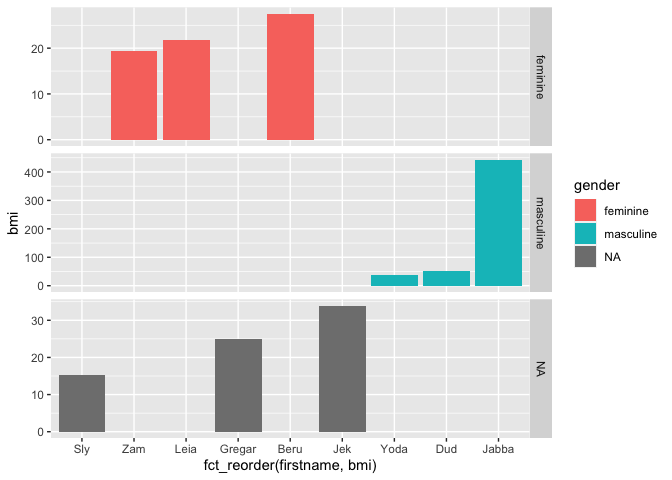 20
10
0
feminine
400
300
200
100
0
masculine
30
20
10
0
NA
bmi
Sly Zam Leia Gregar Beru Jek Yoda Dud Jabba
fct_reorder(firstname, bmi)
gender
feminine
masculine
NA